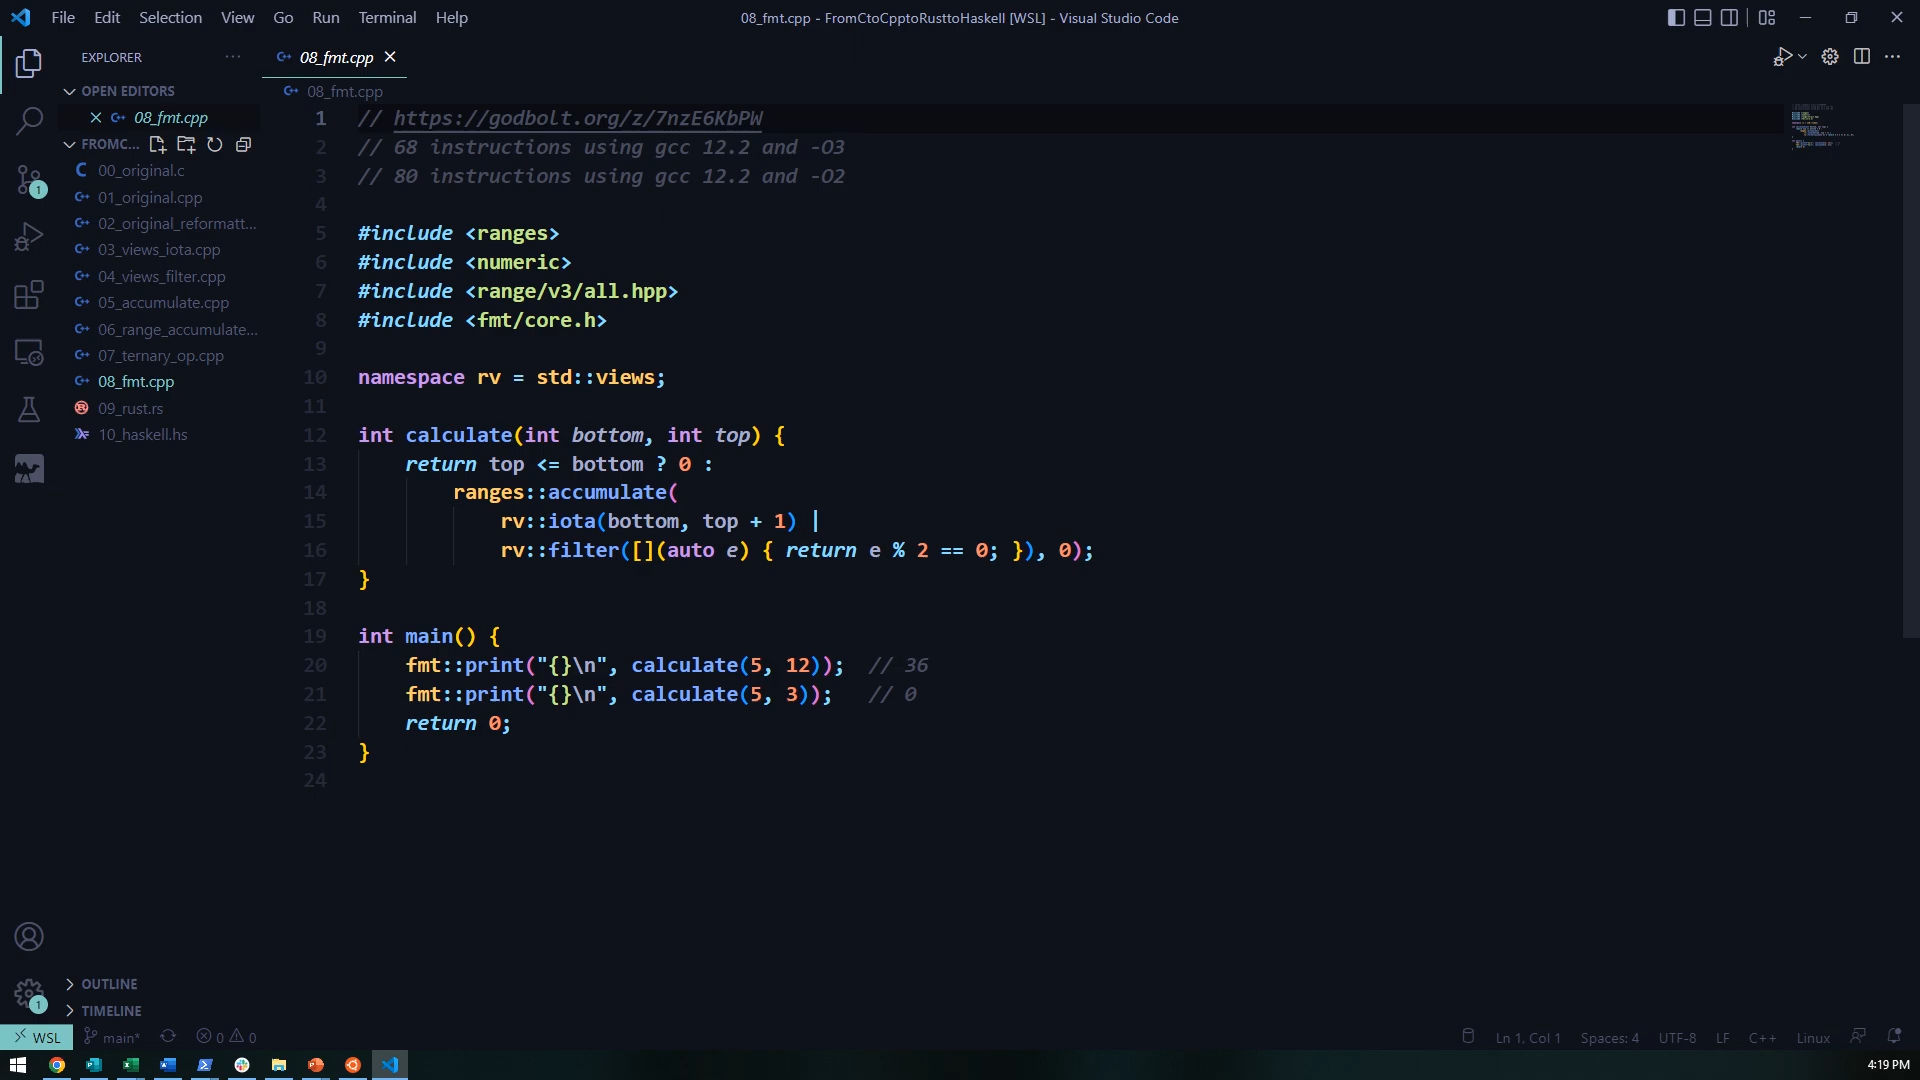 File Edit Selection View Go Run Terminal Help
08_fmt.cpp - FromCtoCpptoRusttoHaskell [WSL] - Visual Studio Code
EXPLORER
OPEN EDITORS
08_fmt.cpp
FROMC...
00_original.c
01_original.cpp
02_original_reformatt...
03_views_iota.cpp
04_views_filter.cpp
05_accumulate.cpp
06_range_accumulate...
07_ternary_op.cpp
08_fmt.cpp
09_rust.rs
10_haskell.hs
OUTLINE
TIMELINE
08_fmt.cpp
08_fmt.cpp
1 // https://godbolt.org/z/7nzE6KbPW
2 // 68 instructions using gcc 12.2 and -O3
3 // 80 instructions using gcc 12.2 and -O2
4
5 #include <ranges>
6 #include <numeric>
7 #include <range/v3/all.hpp>
8 #include <fmt/core.h>
9
10 namespace rv = std::views;
11
12 int calculate(int bottom, int top) {
13     return top <= bottom ? 0 :
14         ranges::accumulate(
15             rv::iota(bottom, top + 1) |
16             rv::filter([](auto e) { return e % 2 == 0; }), 0);
17 }
18
19 int main() {
20     fmt::print("{}\n", calculate(5, 12));  // 36
21     fmt::print("{}\n", calculate(5, 3));   // 0
22     return 0;
23 }
24
1
1
WSL main* 0 0 Ln 1, Col 1 Spaces: 4 UTF-8 LF C++ Linux
4:19 PM